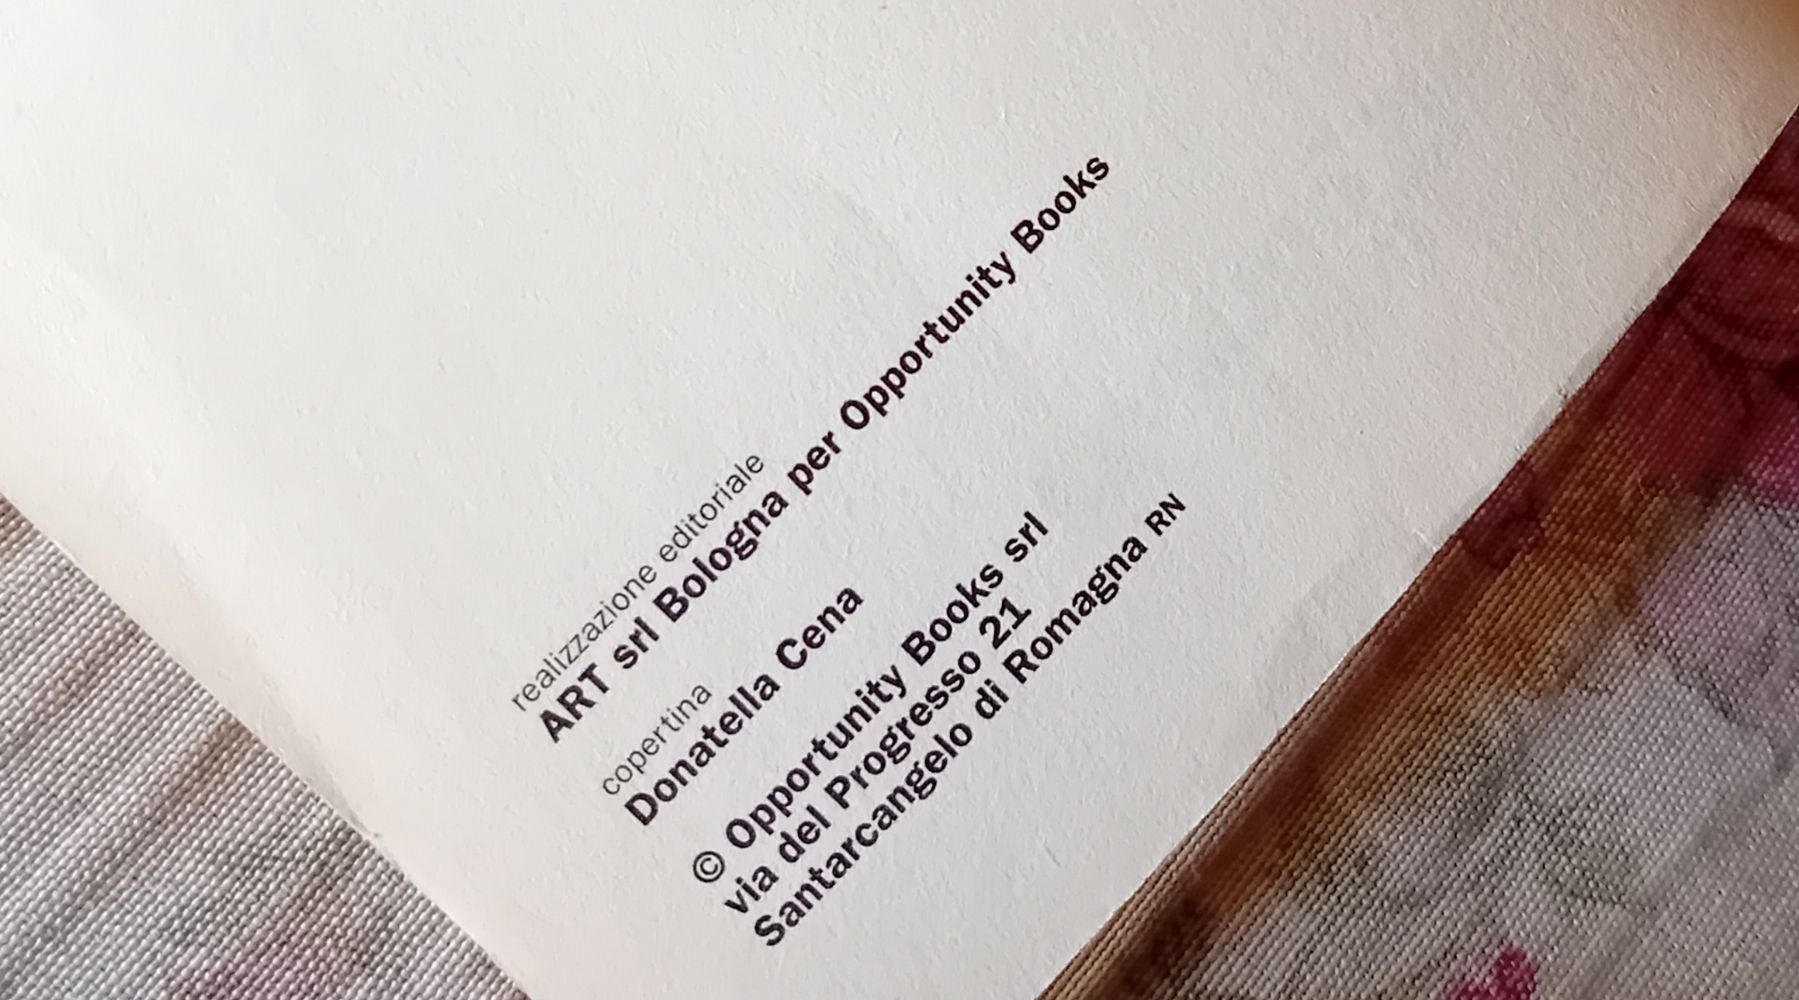 realizzazione editoriale
ART srl Bologna per Opportunity Books
copertina
Donatella Cena
© Opportunity Books srl
via del Progresso 21
Santarcangelo di Romagna RN